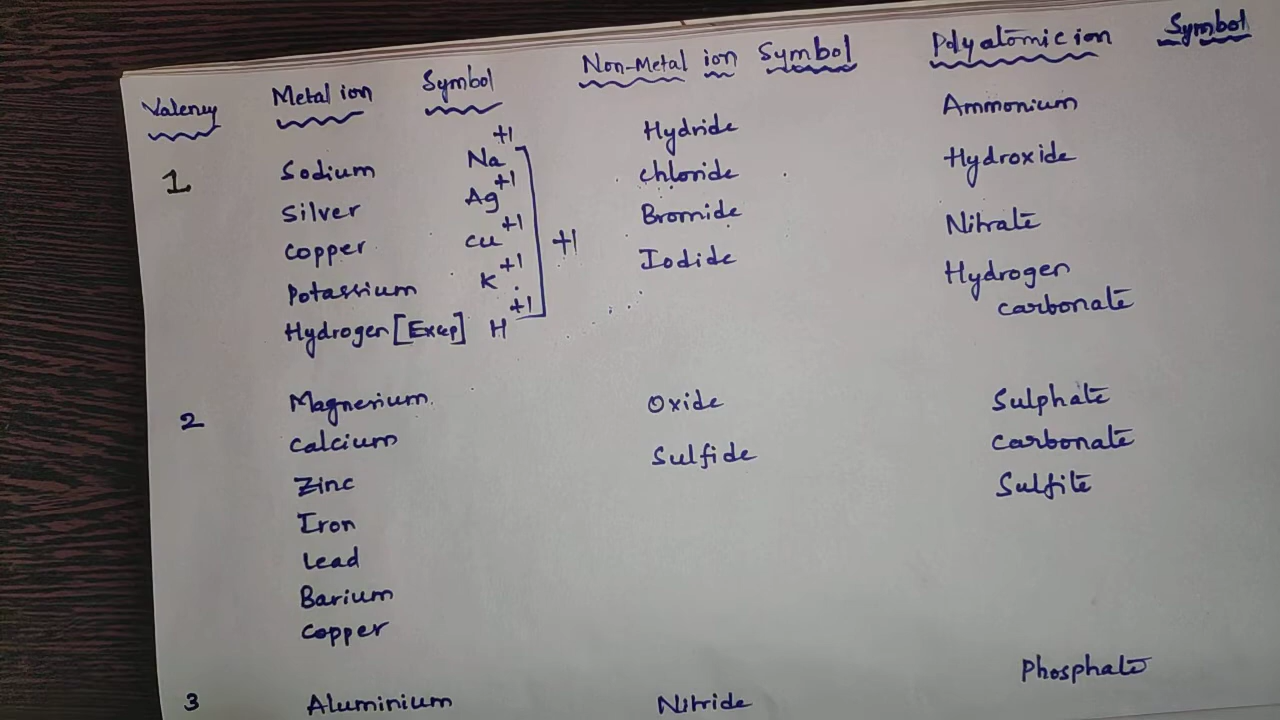 Valency Metal ion Symbol Non-Metal ion Symbol Polyatomic ion Symbol
1 Sodium Na+1 Hydride Ammonium
Silver Ag+1 chloride Hydroxide
Copper Cu+1 +1 Bromide Nitrate
Potassium K+1 Iodide Hydrogen
carbonate
Hydrogen [Excep] H+1
2 Magnesium Oxide Sulphate
Calcium Sulfide carbonate
Zinc Sulfite
Iron
Lead
Barium
Copper
Phosphate
3 Aluminium Nitride